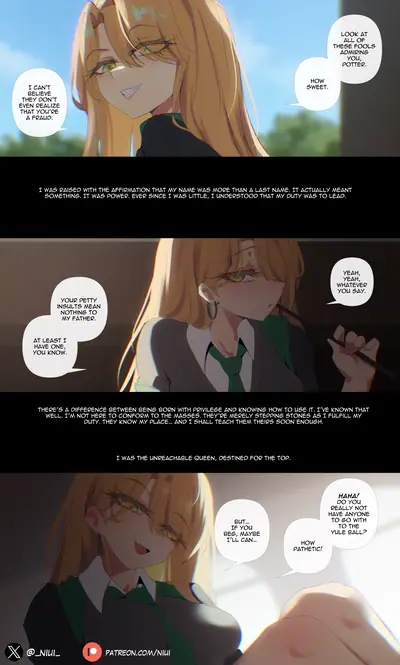 LOOK AT
ALL OF
THESE FOOLS
ADMIRING
YOU,
POTTER.
HOW
SWEET.
I CAN'T
BELIEVE
THEY DON'T
EVEN REALIZE
THAT YOU'RE
A FRAUD.
I WAS RAISED WITH THE AFFIRMATION THAT MY NAME WAS MORE THAN A LAST NAME. IT ACTUALLY MEANT
SOMETHING. IT WAS POWER. EVER SINCE I WAS LITTLE, I UNDERSTOOD THAT MY DUTY WAS TO LEAD.
YEAH,
YEAH,
WHATEVER
YOU SAY.
YOUR PETTY
INSULTS MEAN
NOTHING TO
MY FATHER.
AT LEAST I
HAVE ONE,
YOU KNOW.
THERE'S A DIFFERENCE BETWEEN BEING BORN WITH PRIVILEGE AND KNOWING HOW TO USE IT. I'VE KNOWN THAT
WELL. I'M NOT HERE TO CONFORM TO THE MASSES. THEY'RE MERELY STEPPING STONES AS I FULFILL MY
DUTY. THEY KNOW MY PLACE... AND I SHALL TEACH THEM THEIRS SOON ENOUGH.
I WAS THE UNREACHABLE QUEEN, DESTINED FOR THE TOP.
HAHA!
DO YOU
REALLY NOT
HAVE ANYONE
TO GO WITH
TO THE
YULE BALL?
HOW
PATHETIC!
BUT...
IF YOU
BEG, MAYBE
I'LL CAN...
@_NIUI_
PATREON.COM/NIUI